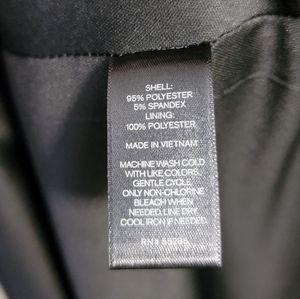 SHELL:
95% POLYESTER
5% SPANDEX
LINING:
100% POLYESTER
MADE IN VIETNAM
MACHINE WASH COLD
WITH LIKE COLORS.
GENTLE CYCLE.
ONLY NON-CHLORINE
BLEACH WHEN
NEEDED. LINE DRY.
COOL IRON IF NEEDED.
RN#